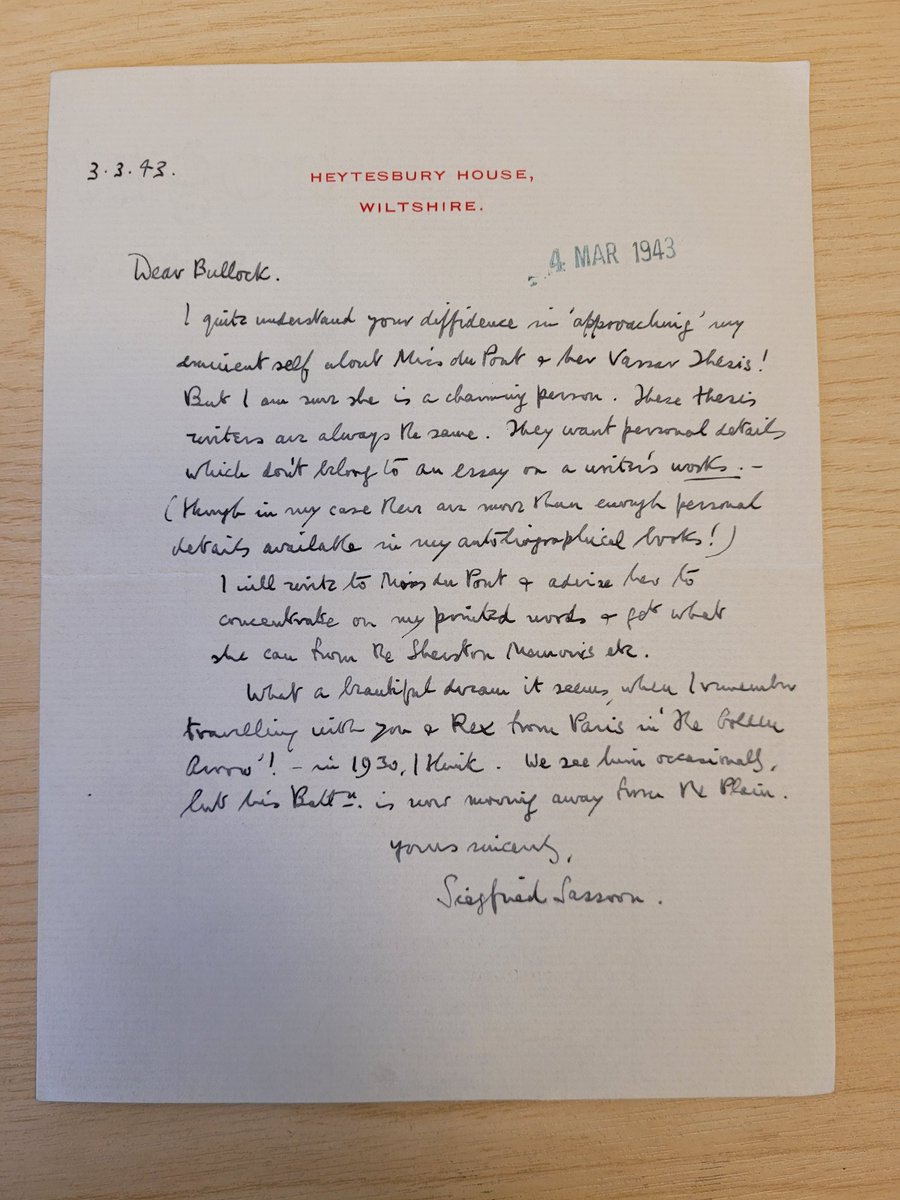 3.3.43.
HEYTESBURY HOUSE,
WILTSHIRE.
4 MAR 1943
Dear Bullock.
I quite understand your diffidence in 'approaching' my
eminent self about Miss du Pont & her Vassar Thesis!
But I am sure she is a charming person. These thesis
writers are always the same. They want personal details
which don't belong to an essay on a writer's works. –
(though in my case there are more than enough personal
details available in my autobiographical books!)
I will write to Miss du Pont & advise her to
concentrate on my printed words & get what
she can from the Sherston Memoirs etc.
What a beautiful dream it seems, when I remember
travelling with you & Rex from Paris in 'the Golden
Arrow'! – in 1930, I think. We see him occasionally,
but his Battn. is now moving away from the Plain.
Yours sincerely,
Siegfried Sassoon.